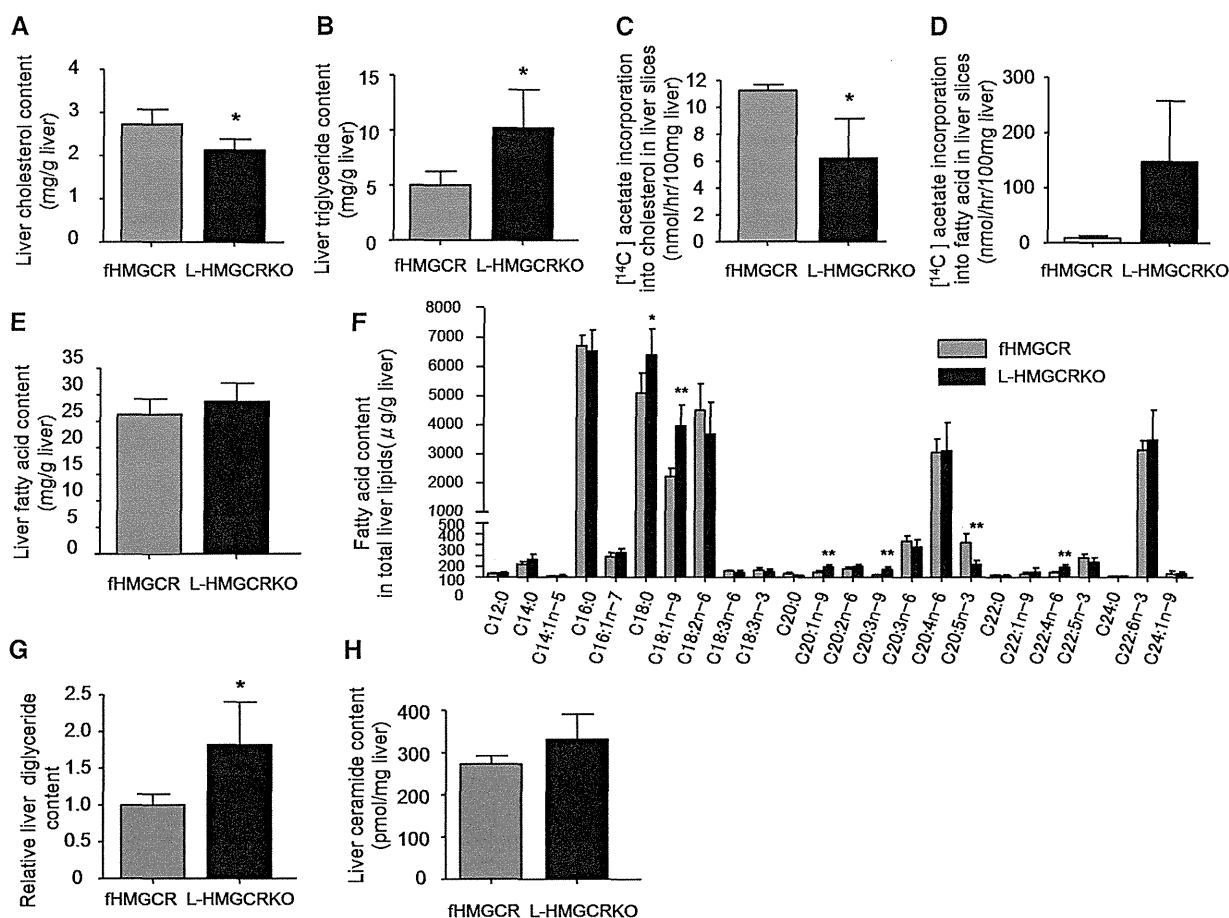 A
Liver cholesterol content
(mg/g liver)
4
3
2
1
0
*
fHMGCR
L-HMGCRKO
B
Liver triglyceride content
(mg/g liver)
15
10
5
0
*
fHMGCR
L-HMGCRKO
C
[¹⁴C ] acetate incorporation
into cholesterol in liver slices
(nmol/hr/100mg liver)
12
10
8
6
4
2
0
*
fHMGCR
L-HMGCRKO
D
[¹⁴C ] acetate incorporation
into fatty acid in liver slices
(nmol/hr/100mg liver)
300
200
100
0
fHMGCR
L-HMGCRKO
E
Liver fatty acid content
(mg/g liver)
35
30
25
20
15
10
5
0
fHMGCR
L-HMGCRKO
F
Fatty acid content
in total liver lipids( μ g/g liver)
8000
7000
6000
5000
4000
3000
2000
1000
500
400
300
200
100
0
*
**
**
**
**
**
fHMGCR
L-HMGCRKO
C12:0
C14:0
C14:1n-5
C16:0
C16:1n-7
C18:0
C18:1n-9
C18:2n-6
C18:3n-6
C18:3n-3
C20:0
C20:1n-9
C20:2n-6
C20:3n-9
C20:3n-6
C20:4n-6
C20:5n-3
C22:0
C22:1n-9
C22:4n-6
C22:5n-3
C24:0
C22:6n-3
C24:1n-9
G
Relative liver diglyceride
content
2.5
2.0
1.5
1.0
0.5
0
*
fHMGCR
L-HMGCRKO
H
Liver ceramide content
(pmol/mg liver)
400
300
200
100
0
fHMGCR
L-HMGCRKO